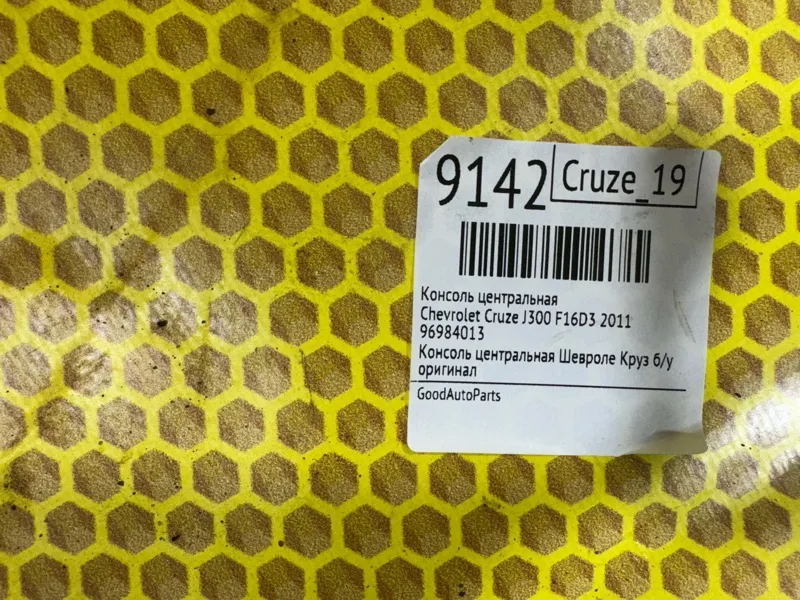 9142 Cruze_19
Консоль центральная
Chevrolet Cruze J300 F16D3 2011
96984013
Консоль центральная Шевроле Круз б/у
оригинал
GoodAutoParts